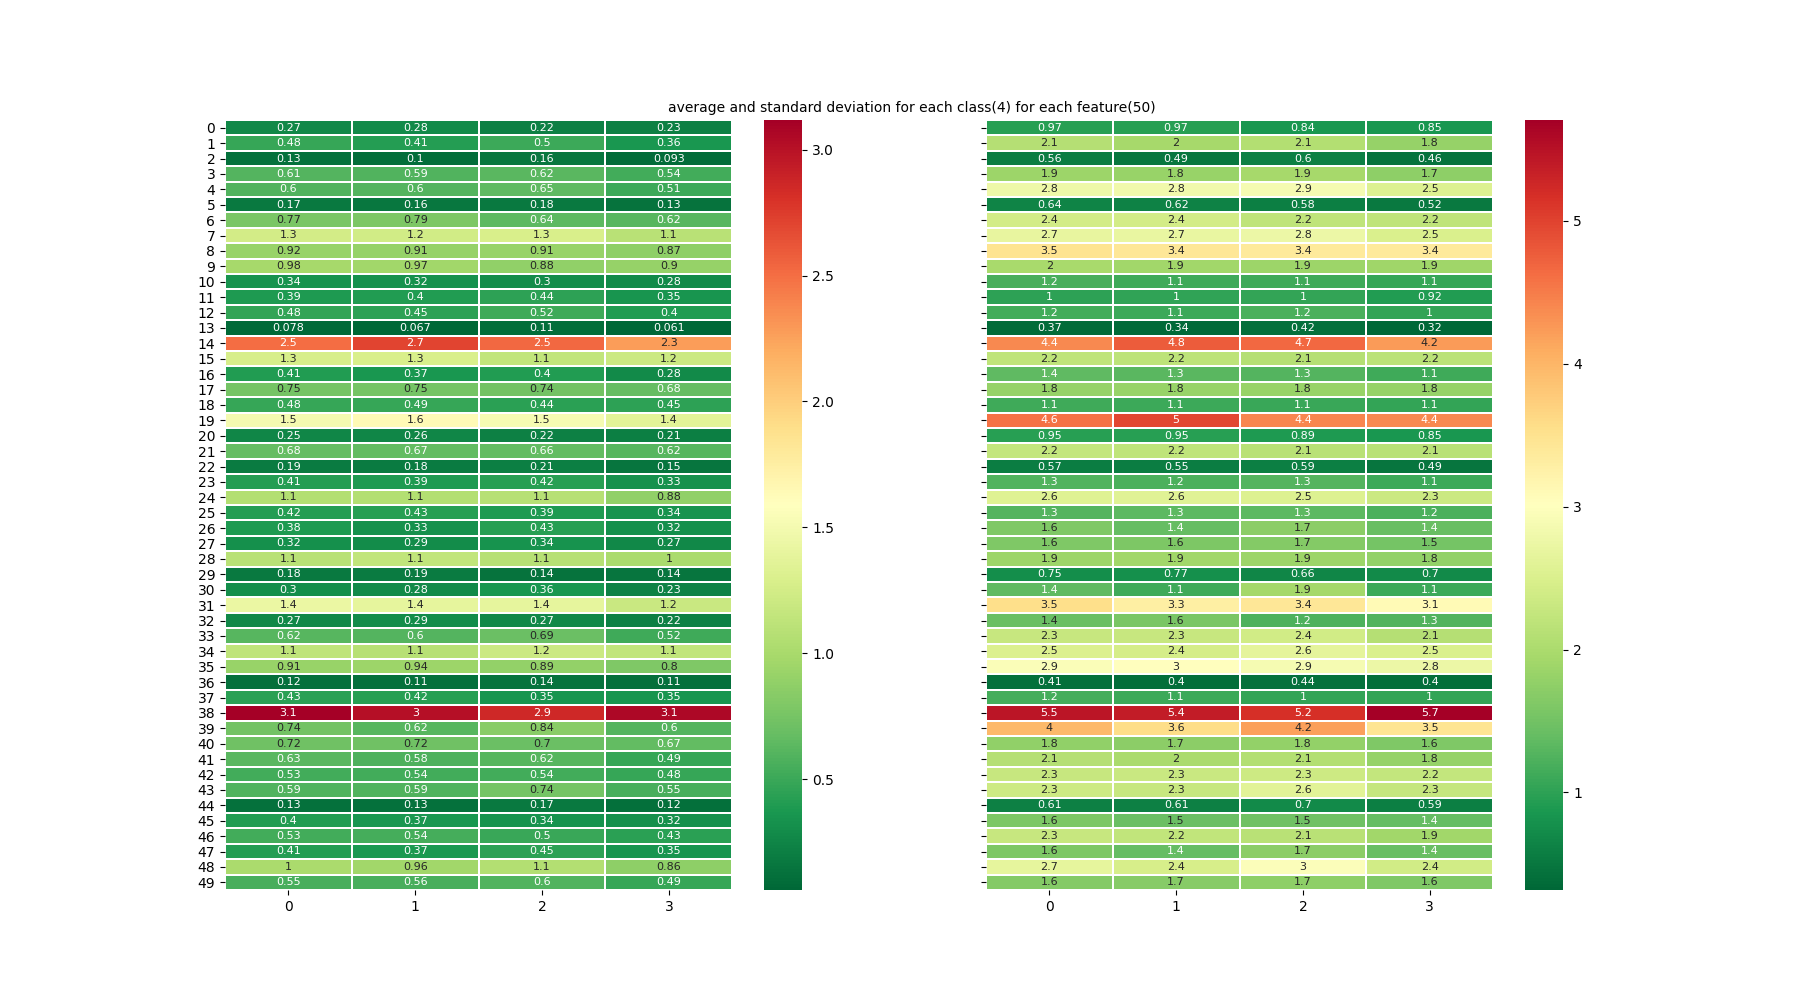 average and standard deviation for each class(4) for each feature(50)
0 0.27 0.28 0.22 0.23 0.97 0.97 0.84 0.85
1 0.48 0.41 0.5 0.36 2.1 2 2.1 1.8
2 0.13 0.1 0.16 0.093 0.56 0.49 0.6 0.46
3 0.61 0.59 0.62 0.54 1.9 1.8 1.9 1.7
4 0.6 0.6 0.65 0.51 2.8 2.8 2.9 2.5
5 0.17 0.16 0.18 0.13 0.64 0.62 0.58 0.52
6 0.77 0.79 0.64 0.62 2.4 2.4 2.2 2.2
7 1.3 1.2 1.3 1.1 2.7 2.7 2.8 2.5
8 0.92 0.91 0.91 0.87 3.5 3.4 3.4 3.4
9 0.98 0.97 0.88 0.9 2 1.9 1.9 1.9
10 0.34 0.32 0.3 0.28 1.2 1.1 1.1 1.1
11 0.39 0.4 0.44 0.35 1 1 1 0.92
12 0.48 0.45 0.52 0.4 1.2 1.1 1.2 1
13 0.078 0.067 0.11 0.061 0.37 0.34 0.42 0.32
14 2.5 2.7 2.5 2.3 4.4 4.8 4.7 4.2
15 1.3 1.3 1.1 1.2 2.2 2.2 2.1 2.2
16 0.41 0.37 0.4 0.28 1.4 1.3 1.3 1.1
17 0.75 0.75 0.74 0.68 1.8 1.8 1.8 1.8
18 0.48 0.49 0.44 0.45 1.1 1.1 1.1 1.1
19 1.5 1.6 1.5 1.4 4.6 5 4.4 4.4
20 0.25 0.26 0.22 0.21 0.95 0.95 0.89 0.85
21 0.68 0.67 0.66 0.62 2.2 2.2 2.1 2.1
22 0.19 0.18 0.21 0.15 0.57 0.55 0.59 0.49
23 0.41 0.39 0.42 0.33 1.3 1.2 1.3 1.1
24 1.1 1.1 1.1 0.88 2.6 2.6 2.5 2.3
25 0.42 0.43 0.39 0.34 1.3 1.3 1.3 1.2
26 0.38 0.33 0.43 0.32 1.6 1.4 1.7 1.4
27 0.32 0.29 0.34 0.27 1.6 1.6 1.7 1.5
28 1.1 1.1 1.1 1 1.9 1.9 1.9 1.8
29 0.18 0.19 0.14 0.14 0.75 0.77 0.66 0.7
30 0.3 0.28 0.36 0.23 1.4 1.1 1.9 1.1
31 1.4 1.4 1.4 1.2 3.5 3.3 3.4 3.1
32 0.27 0.29 0.27 0.22 1.4 1.6 1.2 1.3
33 0.62 0.6 0.69 0.52 2.3 2.3 2.4 2.1
34 1.1 1.1 1.2 1.1 2.5 2.4 2.6 2.5
35 0.91 0.94 0.89 0.8 2.9 3 2.9 2.8
36 0.12 0.11 0.14 0.11 0.41 0.4 0.44 0.4
37 0.43 0.42 0.35 0.35 1.2 1.1 1 1
38 3.1 3 2.9 3.1 5.5 5.4 5.2 5.7
39 0.74 0.62 0.84 0.6 4 3.6 4.2 3.5
40 0.72 0.72 0.7 0.67 1.8 1.7 1.8 1.6
41 0.63 0.58 0.62 0.49 2.1 2 2.1 1.8
42 0.53 0.54 0.54 0.48 2.3 2.3 2.3 2.2
43 0.59 0.59 0.74 0.55 2.3 2.3 2.6 2.3
44 0.13 0.13 0.17 0.12 0.61 0.61 0.7 0.59
45 0.4 0.37 0.34 0.32 1.6 1.5 1.5 1.4
46 0.53 0.54 0.5 0.43 2.3 2.2 2.1 1.9
47 0.41 0.37 0.45 0.35 1.6 1.4 1.7 1.4
48 1 0.96 1.1 0.86 2.7 2.4 3 2.4
49 0.55 0.56 0.6 0.49 1.6 1.7 1.7 1.6
0 1 2 3 0 1 2 3
3.0
2.5
2.0
1.5
1.0
0.5
5
4
3
2
1